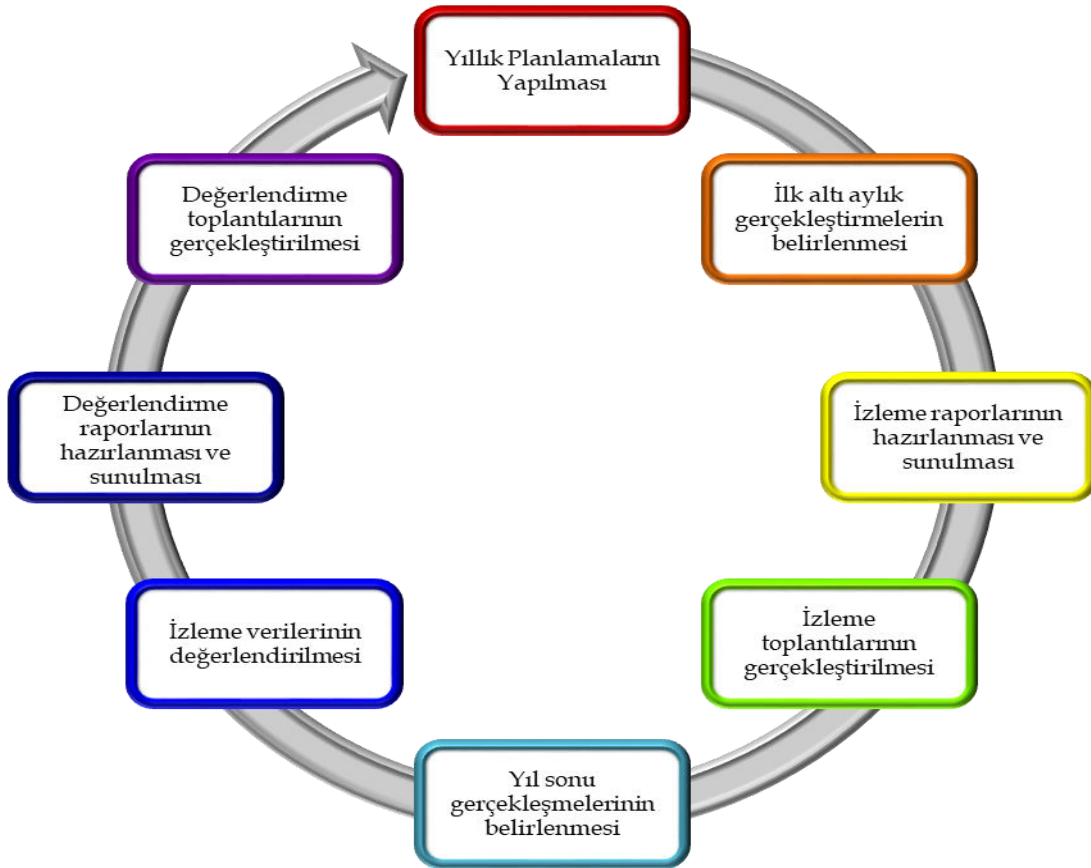 Yıllık Planlamaların
Yapılması
İlk altı aylık
gerçekleştirmelerin
belirlenmesi
İzleme raporlarının
hazırlanması ve
sunulması
İzleme
toplantılarının
gerçekleştirilmesi
Yıl sonu
gerçekleşmelerinin
belirlenmesi
İzleme verilerinin
değerlendirilmesi
Değerlendirme
raporlarının
hazırlanması ve
sunulması
Değerlendirme
toplantılarının
gerçekleştirilmesi